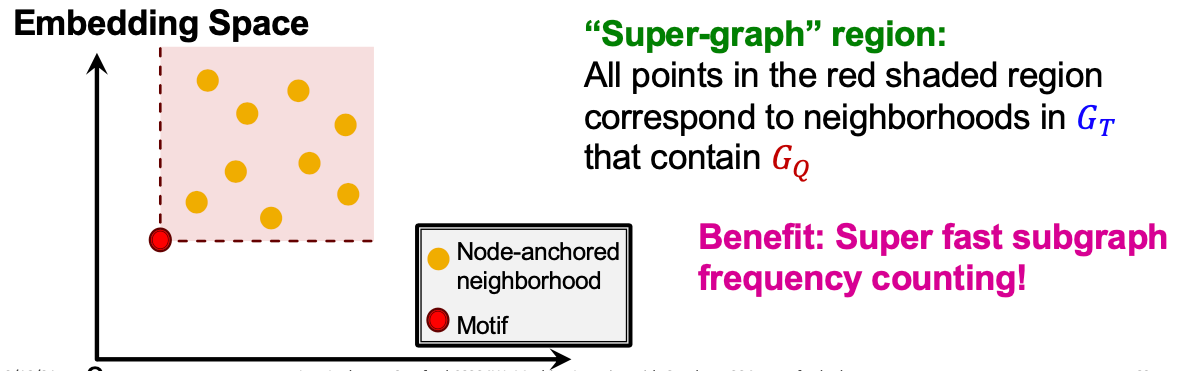 Embedding Space
“Super-graph” region:
All points in the red shaded region
correspond to neighborhoods in G_T
that contain G_Q
Benefit: Super fast subgraph
frequency counting!
Node-anchored
neighborhood
Motif